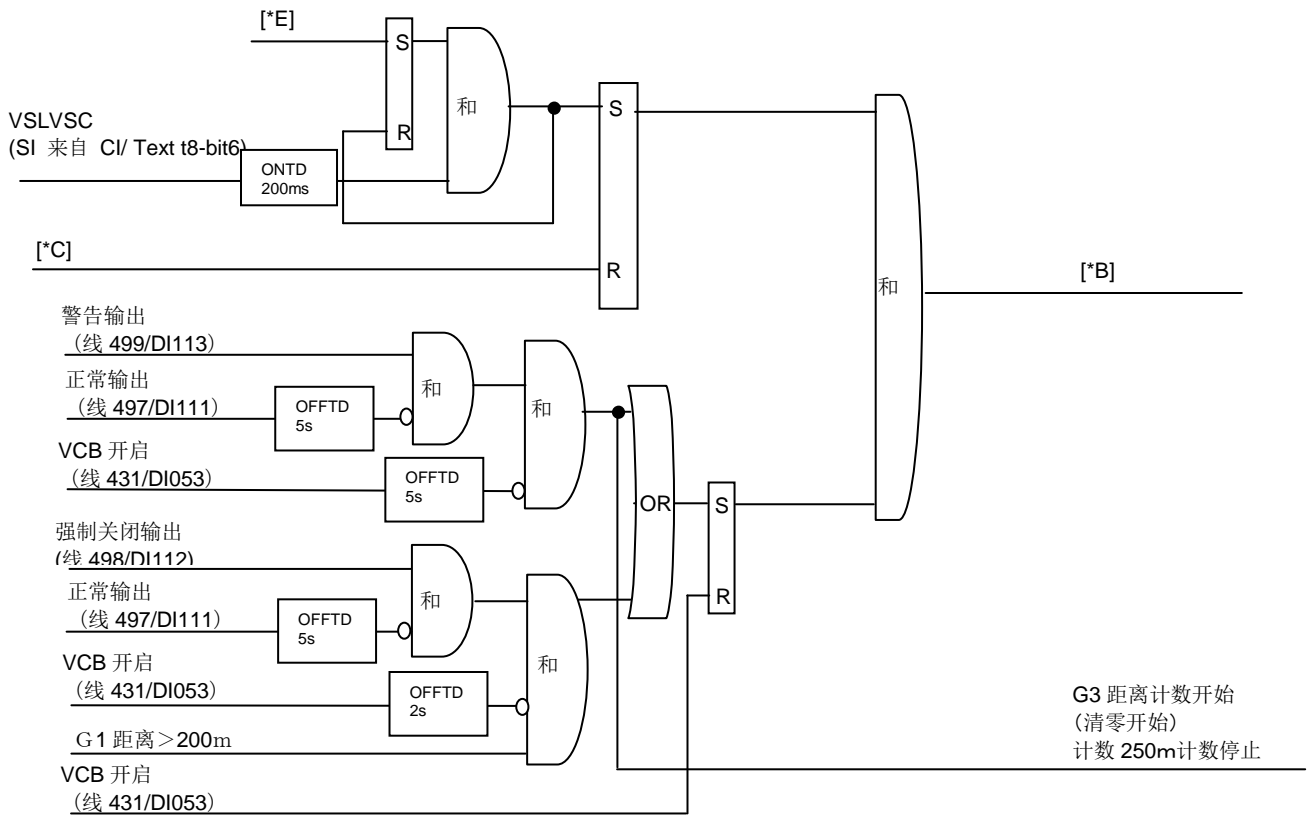 [*E]
S
和
R
VSLVSC
(SI 来自 CI/ Text t8-bit6)
ONTD
200ms
S
[*C]
R
和
[*B]
警告输出
（线 499/DI113）
和
正常输出
（线 497/DI111）
OFFTD
5s
和
VCB 开启
（线 431/DI053）
OFFTD
5s
OR
S
强制关闭输出
(线 498/DI112)
和
正常输出
（线 497/DI111）
OFFTD
5s
R
和
VCB 开启
（线 431/DI053）
OFFTD
2s
G1 距离＞200m
VCB 开启
（线 431/DI053）
G3 距离计数开始
（清零开始）
计数 250m计数停止